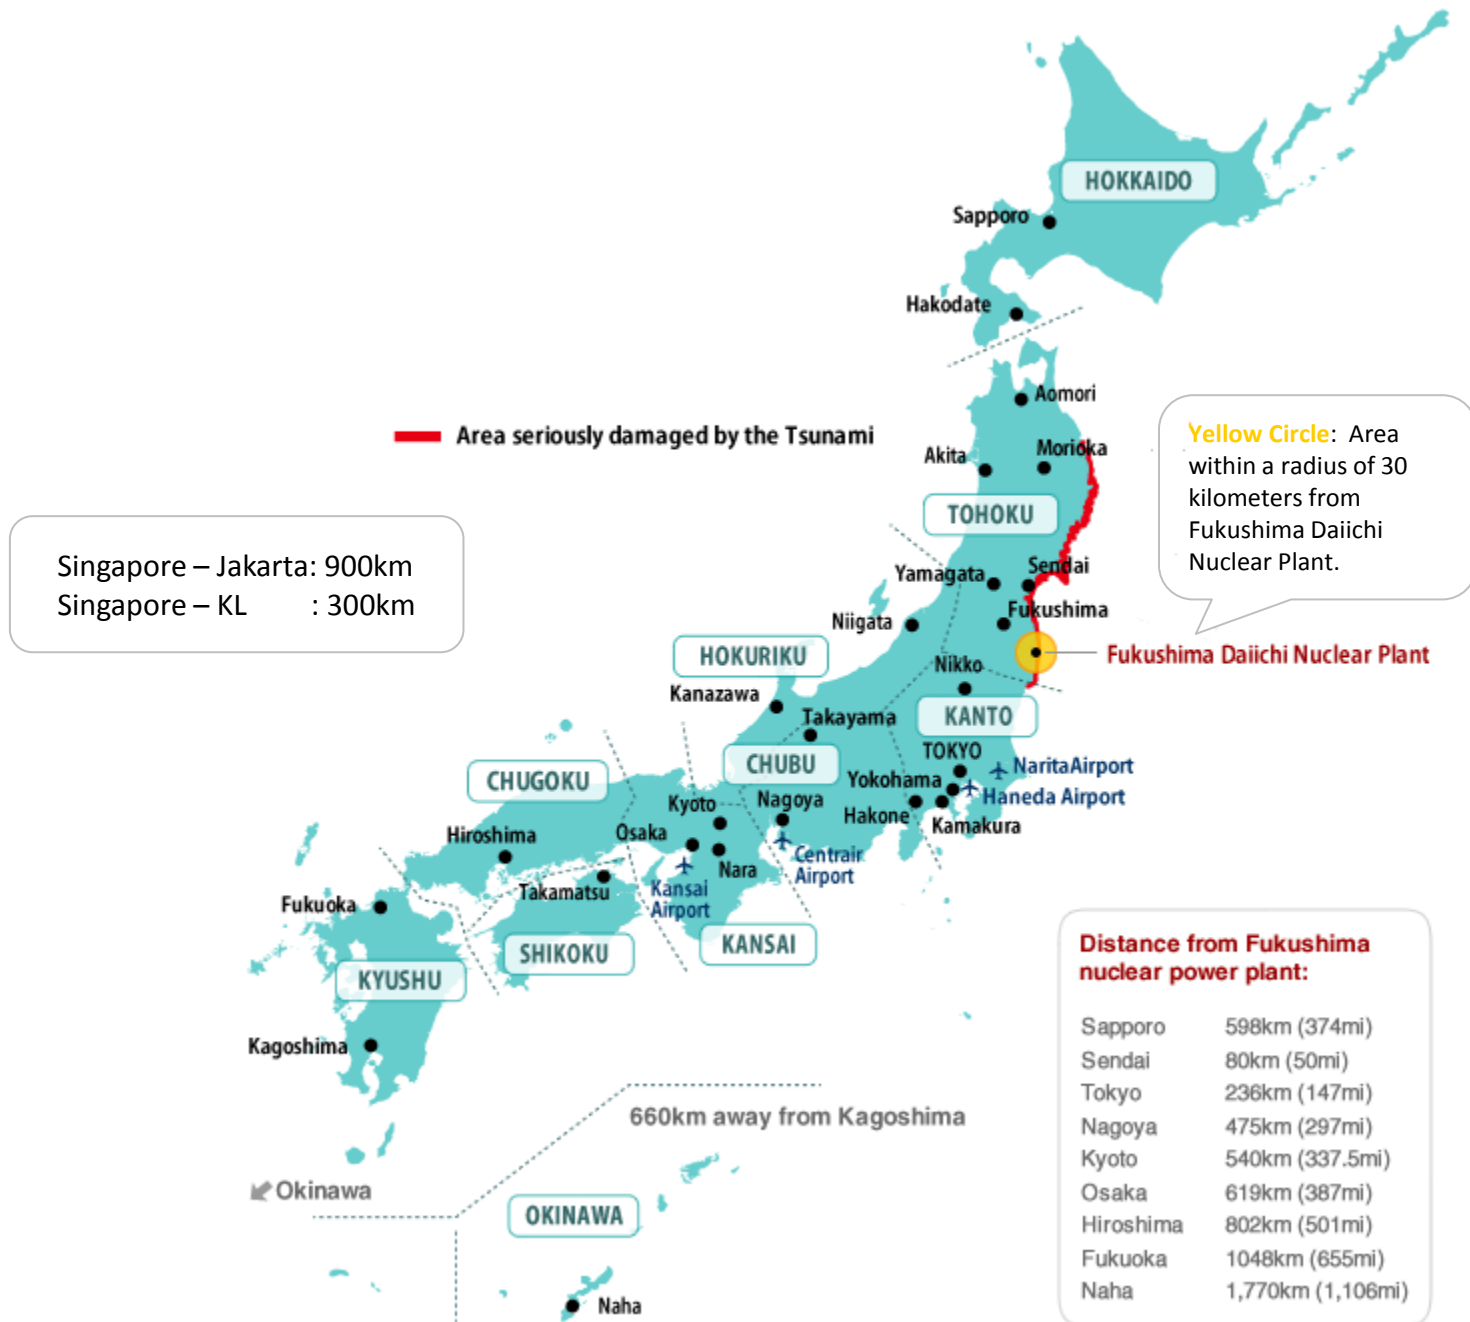 HOKKAIDO
Sapporo
Hakodate
Aomori
Area seriously damaged by the Tsunami
Akita
Morioka
Yellow Circle: Area
within a radius of 30
kilometers from
Fukushima Daiichi
Nuclear Plant.
TOHOKU
Singapore – Jakarta: 900km
Singapore – KL : 300km
Yamagata
Sendai
Fukushima
Niigata
HOKURIKU
Fukushima Daiichi Nuclear Plant
Nikko
Kanazawa
Takayama
KANTO
CHUBU
TOKYO
NaritaAirport
CHUGOKU
Yokohama
Haneda Airport
Kyoto
Nagoya
Hakone
Kamakura
Hiroshima
Osaka
Centrair
Airport
Nara
Takamatsu
Kansai
Airport
Fukuoka
SHIKOKU
KANSAI
KYUSHU
Kagoshima
Distance from Fukushima
nuclear power plant:
Sapporo 598km (374mi)
Sendai 80km (50mi)
Tokyo 236km (147mi)
Nagoya 475km (297mi)
Kyoto 540km (337.5mi)
Osaka 619km (387mi)
Hiroshima 802km (501mi)
Fukuoka 1048km (655mi)
Naha 1,770km (1,106mi)
660km away from Kagoshima
Okinawa
OKINAWA
Naha